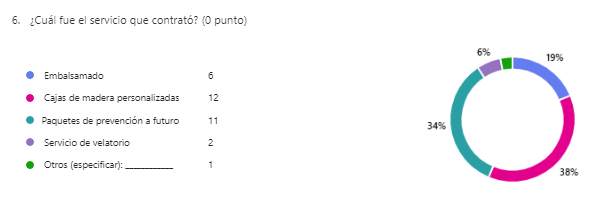 6. ¿Cuál fue el servicio que contrató? (0 punto)
Embalsamado 6
Cajas de madera personalizadas 12
Paquetes de prevención a futuro 11
Servicio de velatorio 2
Otros (especificar): ____________ 1
6%
19%
34%
38%